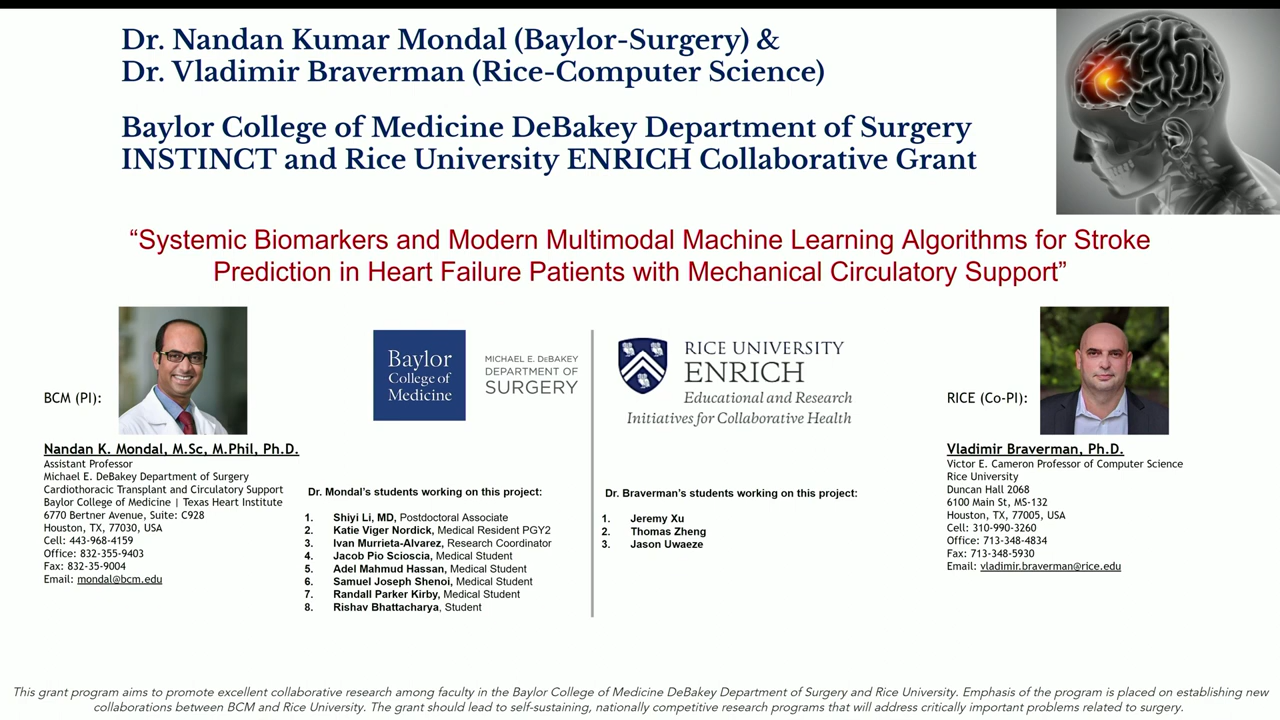 Dr. Nandan Kumar Mondal (Baylor-Surgery) &
Dr. Vladimir Braverman (Rice-Computer Science)
Baylor College of Medicine DeBakey Department of Surgery
INSTINCT and Rice University ENRICH Collaborative Grant
“Systemic Biomarkers and Modern Multimodal Machine Learning Algorithms for Stroke
Prediction in Heart Failure Patients with Mechanical Circulatory Support”
BCM (PI):
Nandan K. Mondal, M.Sc, M.Phil, Ph.D.
Assistant Professor
Michael E. DeBakey Department of Surgery
Cardiothoracic Transplant and Circulatory Support
Baylor College of Medicine | Texas Heart Institute
6770 Bertner Avenue, Suite: C928
Houston, TX, 77030, USA
Cell: 443-968-4159
Office: 832-355-9403
Fax: 832-35-9004
Email: mondal@bcm.edu
Baylor
College of
Medicine
MICHAEL E. DEBAKEY
DEPARTMENT OF
SURGERY
Dr. Mondal’s students working on this project:
1. Shiyi Li, MD, Postdoctoral Associate
2. Katie Viger Nordick, Medical Resident PGY2
3. Ivan Murrieta-Alvarez, Research Coordinator
4. Jacob Pio Scioscia, Medical Student
5. Adel Mahmud Hassan, Medical Student
6. Samuel Joseph Shenoi, Medical Student
7. Randall Parker Kirby, Medical Student
8. Rishav Bhattacharya, Student
RICE UNIVERSITY
ENRICH
Educational and Research
Initiatives for Collaborative Health
Dr. Braverman’s students working on this project:
1. Jeremy Xu
2. Thomas Zheng
3. Jason Uwaeze
RICE (Co-PI):
Vladimir Braverman, Ph.D.
Victor E. Cameron Professor of Computer Science
Rice University
Duncan Hall 2068
6100 Main St, MS-132
Houston, TX, 77005, USA
Cell: 310-990-3260
Office: 713-348-4834
Fax: 713-348-5930
Email: vladimir.braverman@rice.edu
This grant program aims to promote excellent collaborative research among faculty in the Baylor College of Medicine DeBakey Department of Surgery and Rice University. Emphasis of the program is placed on establishing new
collaborations between BCM and Rice University. The grant should lead to self-sustaining, nationally competitive research programs that will address critically important problems related to surgery.